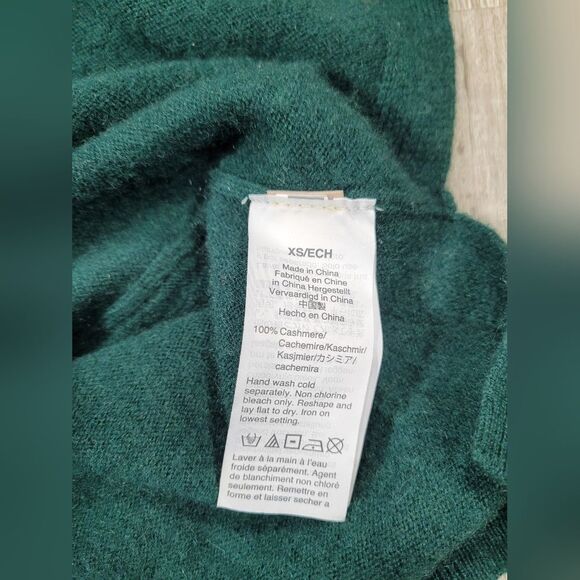 XS/ECH
Made in China
Fabriqué en Chine
in China Hergestellt
Vervaardigd in China
中国製
Hecho en China
100% Cashmere/
Cachemire/Kaschmir/
Kasjmier/カシミア/
cachemira
Hand wash cold
separately. Non chlorine
bleach only. Reshape and
lay flat to dry. Iron on
lowest setting.
Laver à la main à l'eau
froide séparément. Agent
de blanchiment non chloré
seulement. Remettre en
forme et laisser sécher a